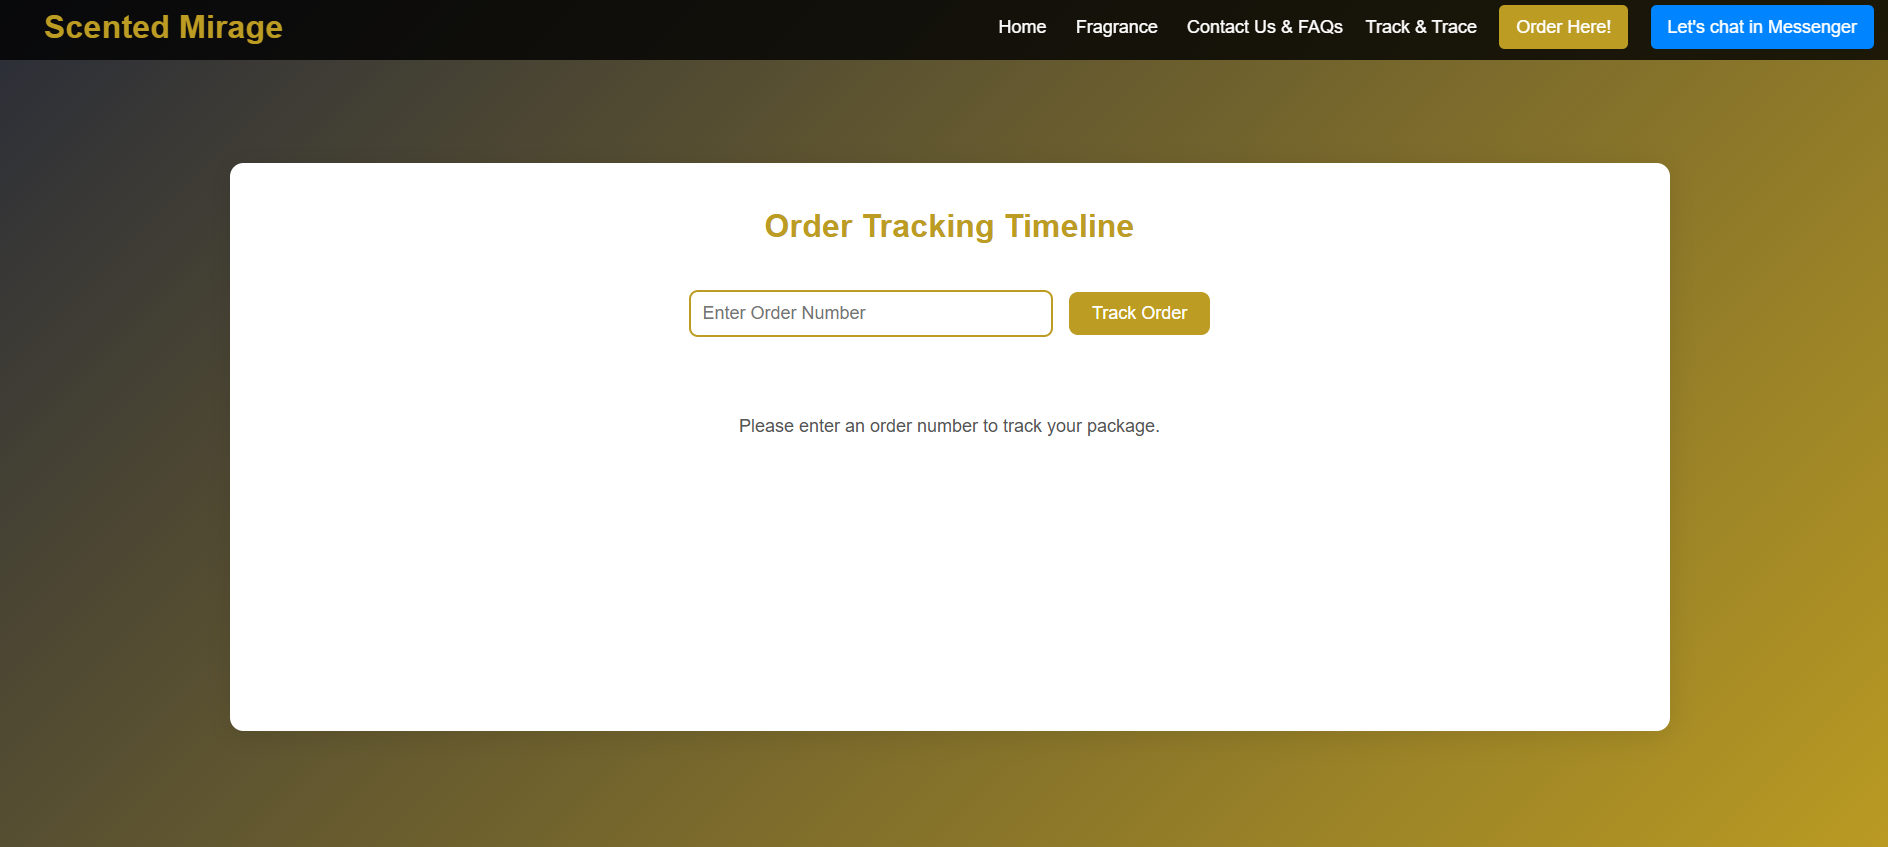 Scented Mirage
Home Fragrance Contact Us & FAQs Track & Trace Order Here! Let's chat in Messenger
Order Tracking Timeline
Enter Order Number Track Order
Please enter an order number to track your package.